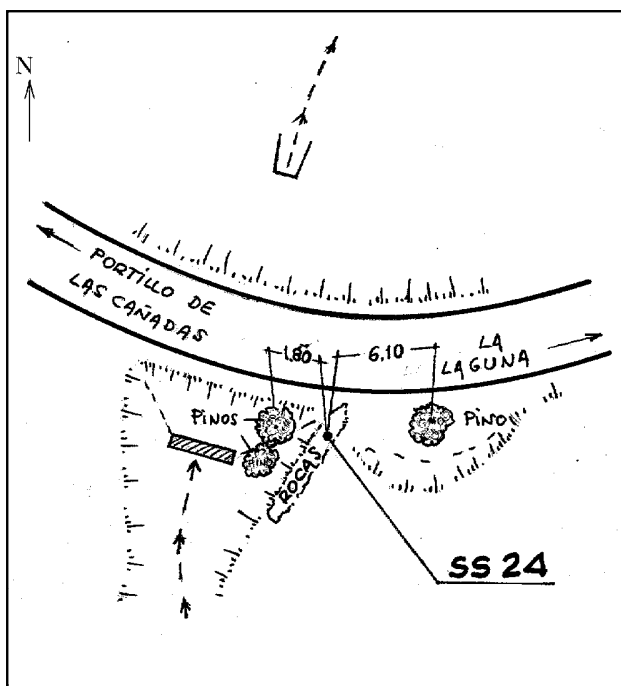 N
PORTILLO DE
LAS CAÑADAS
1,80
6,10
LA
LAGUNA
PINOS
PINO
ROCAS
SS 24